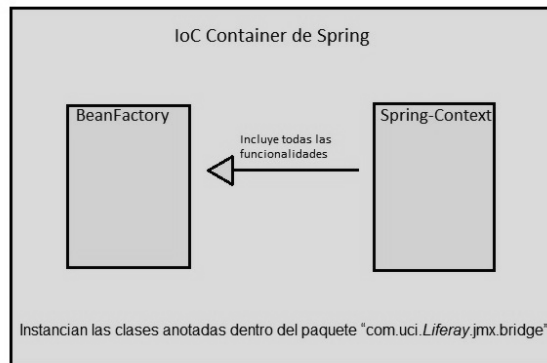 IoC Container de Spring
BeanFactory
Spring-Context
Incluye todas las
funcionalidades
Instancian las clases anotadas dentro del paquete “com.uci.Liferay.jmx.bridge”